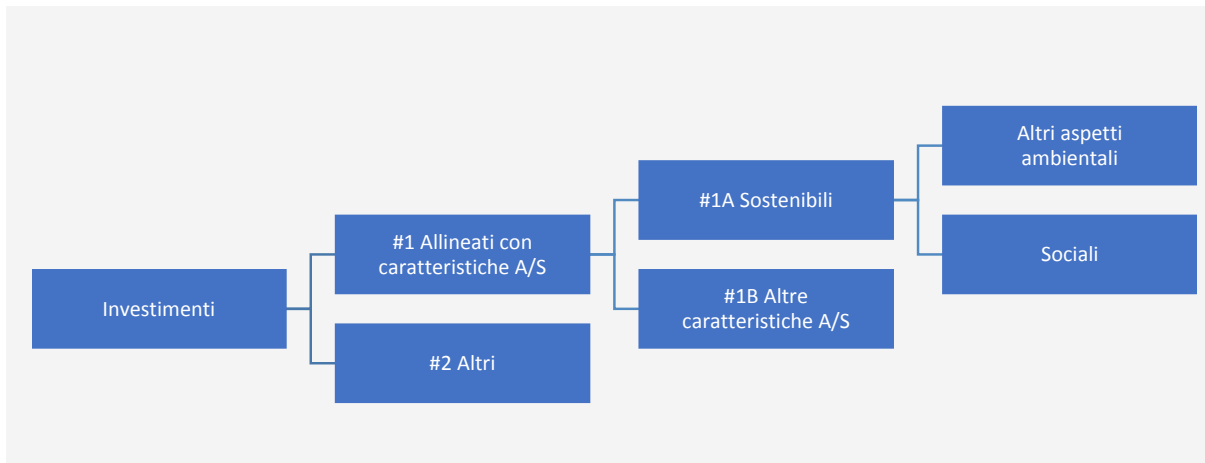 Investimenti
#1 Allineati con
caratteristiche A/S
#2 Altri
#1A Sostenibili
#1B Altre
caratteristiche A/S
Altri aspetti
ambientali
Sociali